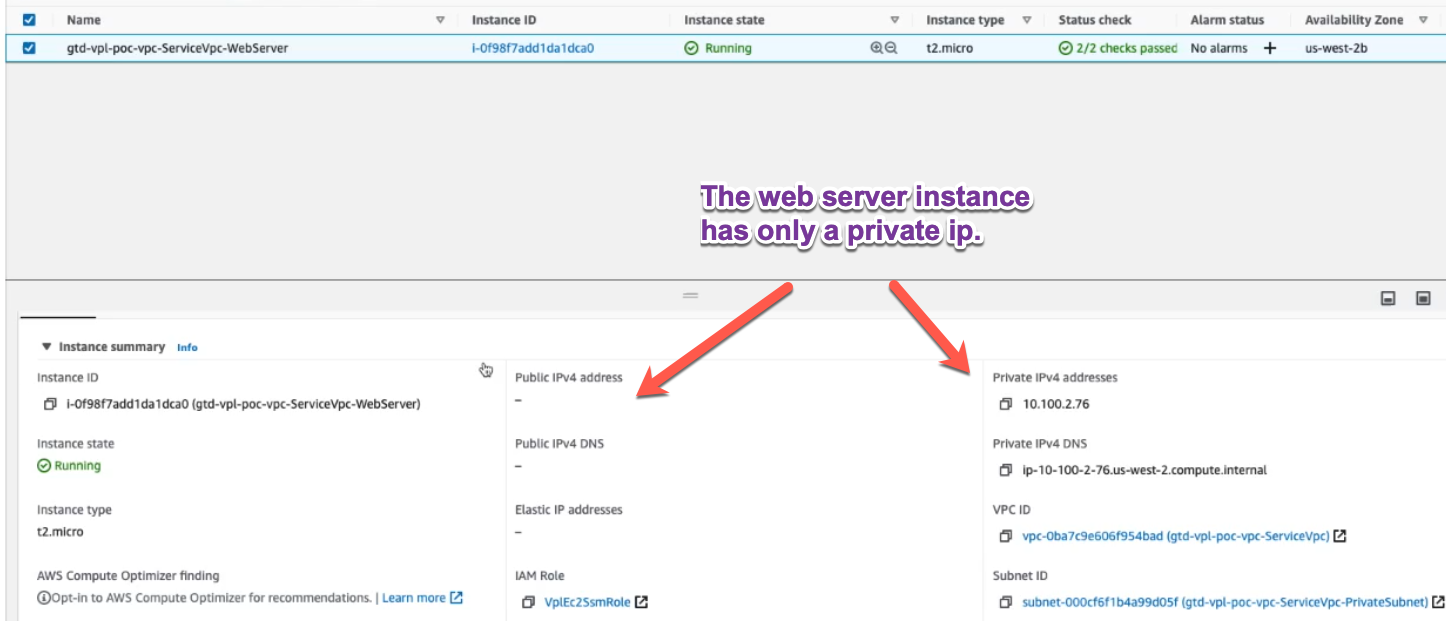 Name Instance ID Instance state Instance type Status check Alarm status Availability Zone
gtd-vpl-poc-vpc-ServiceVpc-WebServer i-0f98f7add1da1dca0 Running t2.micro 2/2 checks passed No alarms + us-west-2b
The web server instance
has only a private ip.
Instance summary Info
Instance ID Public IPv4 address Private IPv4 addresses
i-0f98f7add1da1dca0 (gtd-vpl-poc-vpc-ServiceVpc-WebServer) – 10.100.2.76
Instance state Public IPv4 DNS Private IPv4 DNS
Running – ip-10-100-2-76.us-west-2.compute.internal
Instance type Elastic IP addresses VPC ID
t2.micro – vpc-0ba7c9e606f954bad (gtd-vpl-poc-vpc-ServiceVpc)
AWS Compute Optimizer finding IAM Role Subnet ID
Opt-in to AWS Compute Optimizer for recommendations. | Learn more VplEc2SsmRole subnet-000cf6f1b4a99d05f (gtd-vpl-poc-vpc-ServiceVpc-PrivateSubnet)